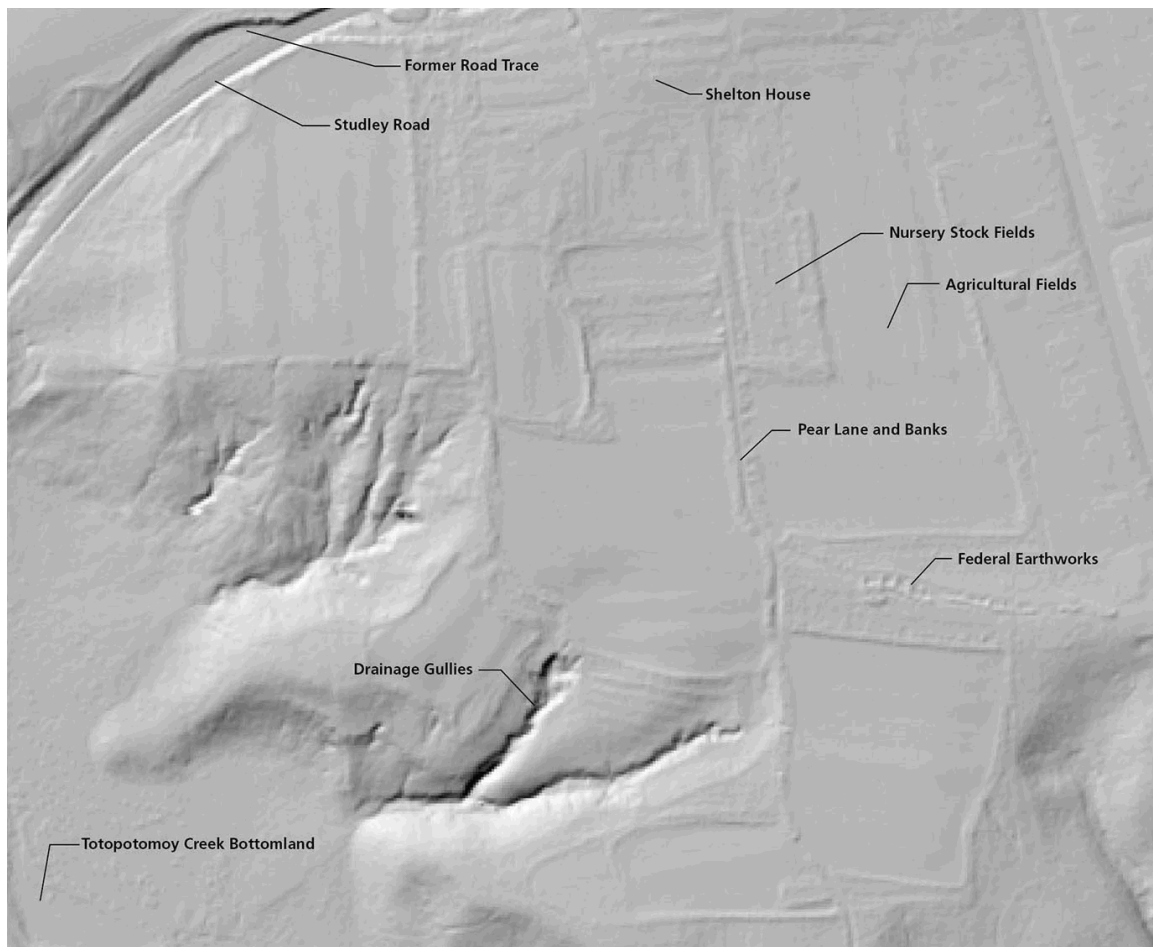 Former Road Trace
Shelton House
Studley Road
Nursery Stock Fields
Agricultural Fields
Pear Lane and Banks
Federal Earthworks
Drainage Gullies
Totopotomoy Creek Bottomland